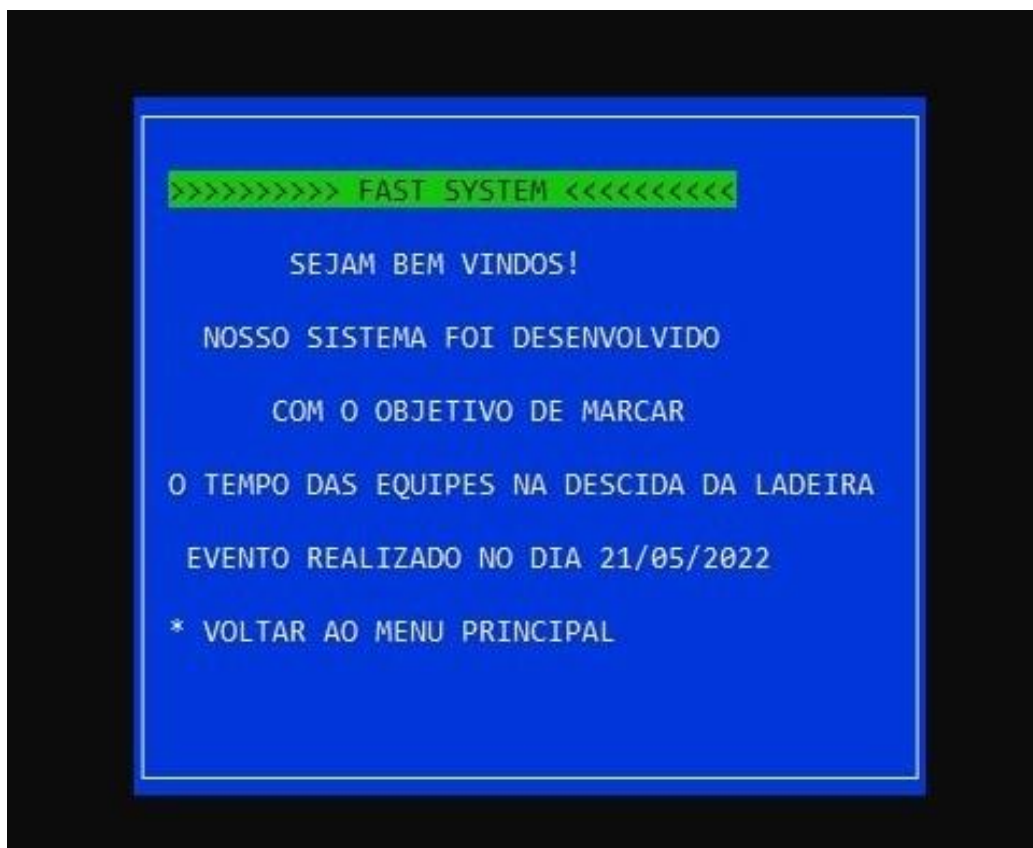 >>>>>>>>>> FAST SYSTEM <<<<<<<<<<
SEJAM BEM VINDOS!
NOSSO SISTEMA FOI DESENVOLVIDO
COM O OBJETIVO DE MARCAR
O TEMPO DAS EQUIPES NA DESCIDA DA LADEIRA
EVENTO REALIZADO NO DIA 21/05/2022
* VOLTAR AO MENU PRINCIPAL